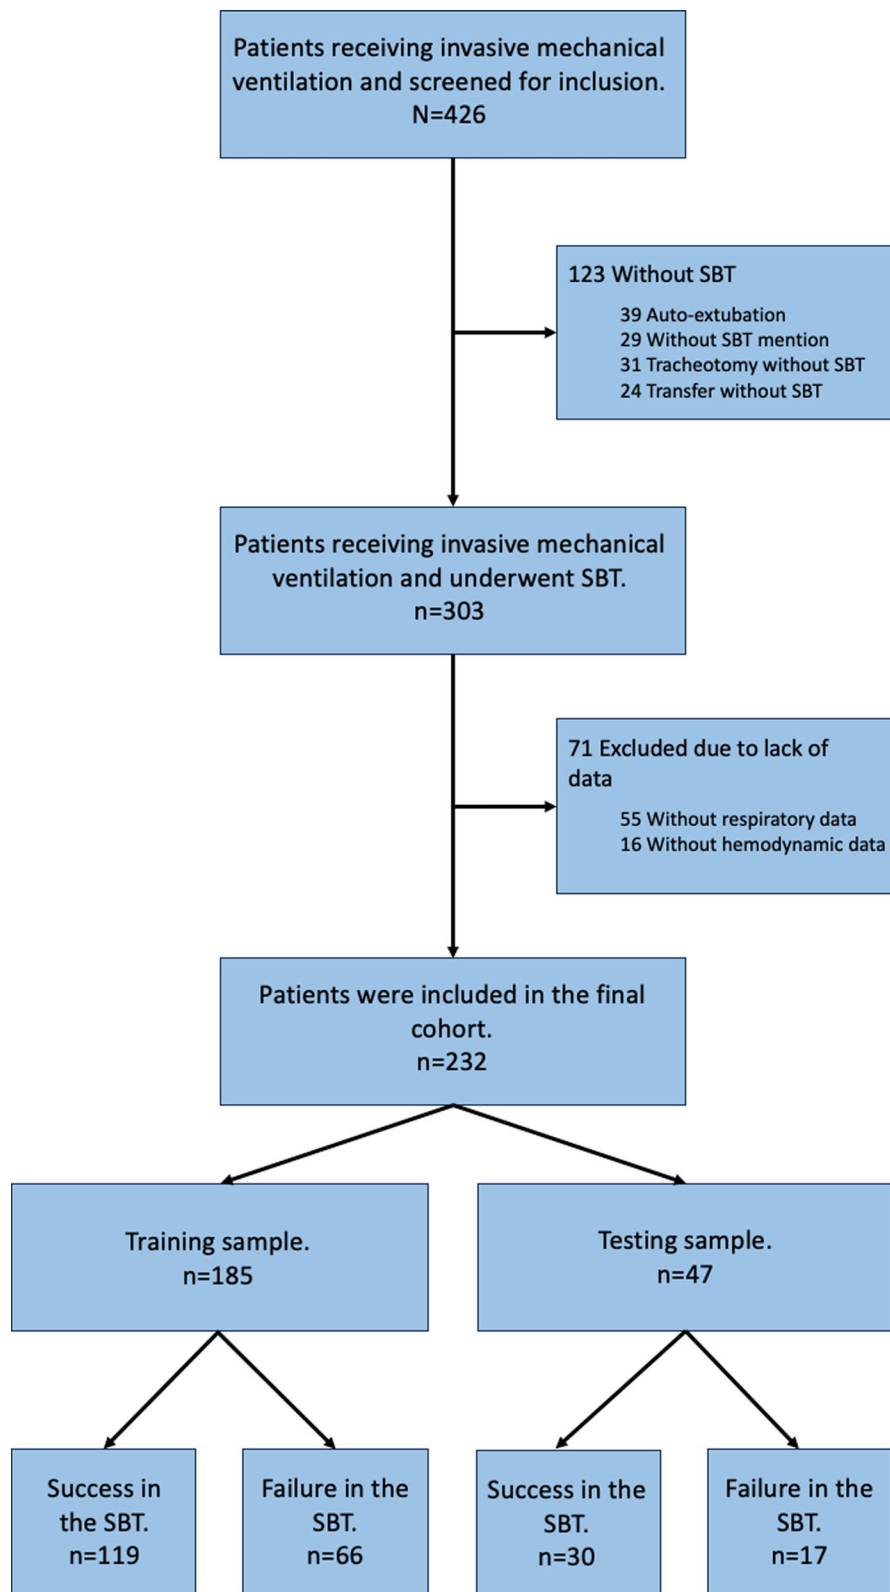 Patients receiving invasive mechanical
ventilation and screened for inclusion.
N=426
123 Without SBT
39 Auto-extubation
29 Without SBT mention
31 Tracheotomy without SBT
24 Transfer without SBT
Patients receiving invasive mechanical
ventilation and underwent SBT.
n=303
71 Excluded due to lack of
data
55 Without respiratory data
16 Without hemodynamic data
Patients were included in the final
cohort.
n=232
Training sample.
n=185
Testing sample.
n=47
Success in
the SBT.
n=119
Failure in the
SBT.
n=66
Success in the
SBT.
n=30
Failure in the
SBT.
n=17